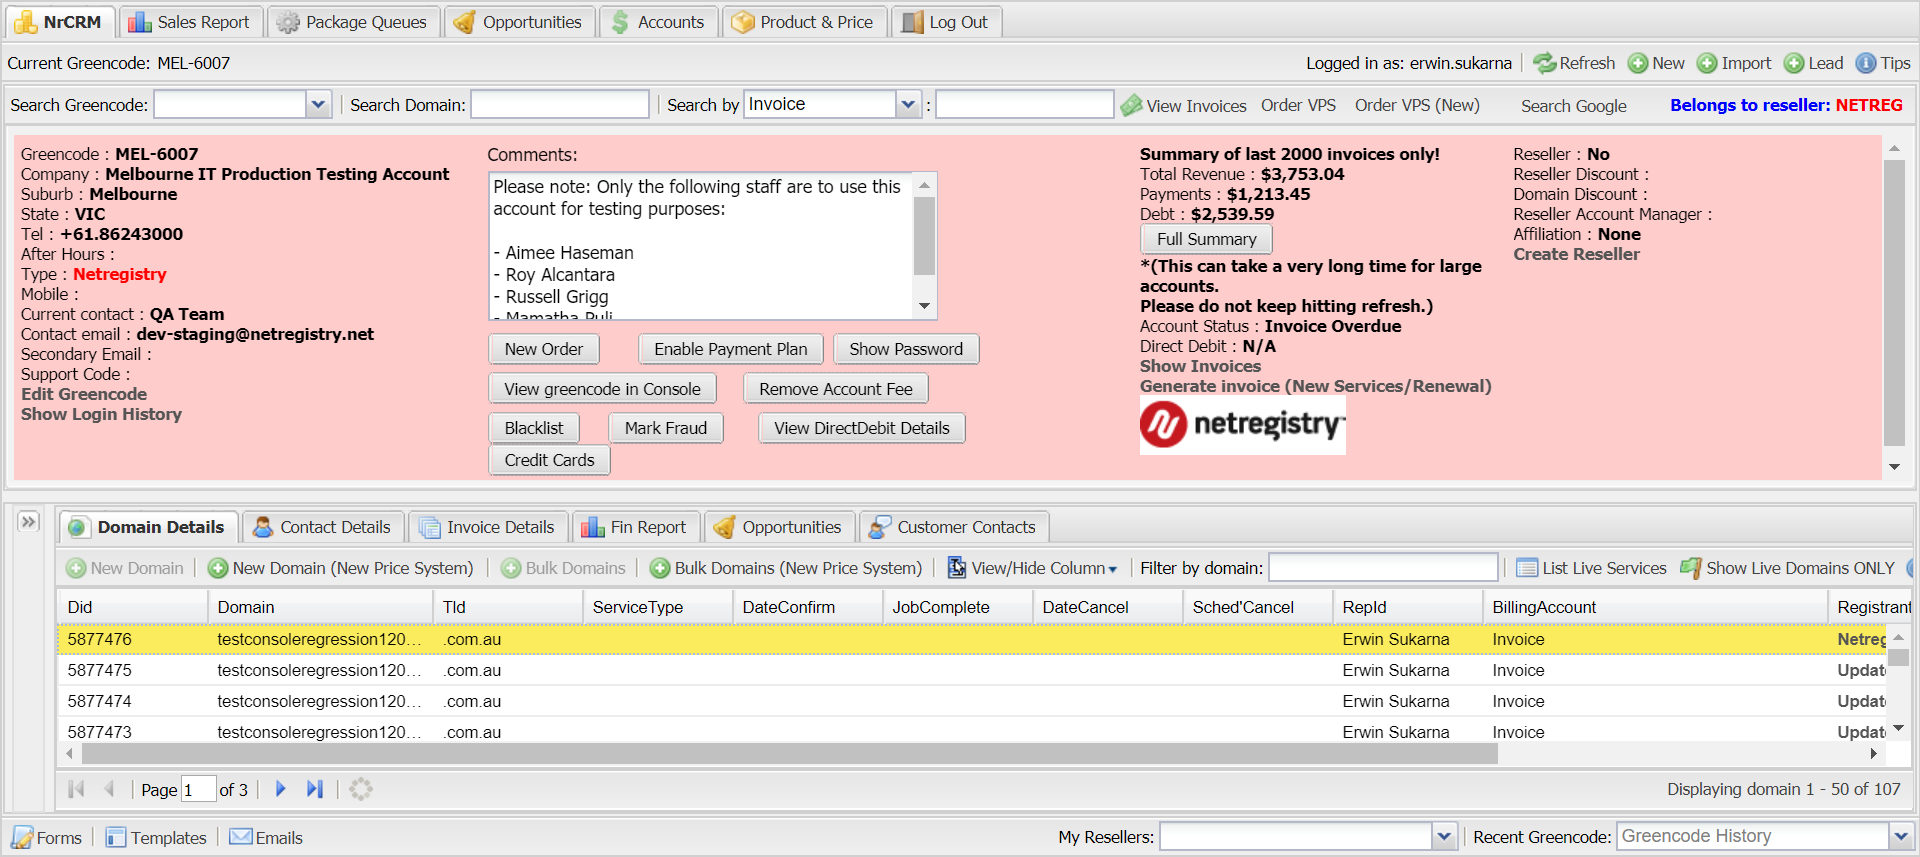 NrCRM Sales Report Package Queues Opportunities Accounts Product & Price Log Out
Current Greencode: MEL-6007 Logged in as: erwin.sukarna Refresh New Import Lead Tips
Search Greencode: Search Domain: Search by Invoice : View Invoices Order VPS Order VPS (New) Search Google Belongs to reseller: NETREG
Greencode : MEL-6007
Company : Melbourne IT Production Testing Account
Suburb : Melbourne
State : VIC
Tel : +61.86243000
After Hours :
Type : Netregistry
Mobile :
Current contact : QA Team
Contact email : dev-staging@netregistry.net
Secondary Email :
Support Code :
Edit Greencode
Show Login History
Comments:
Please note: Only the following staff are to use this
account for testing purposes:
- Aimee Haseman
- Roy Alcantara
- Russell Grigg
- Mamatha Puli
New Order Enable Payment Plan Show Password
View greencode in Console Remove Account Fee
Blacklist Mark Fraud View DirectDebit Details
Credit Cards
Summary of last 2000 invoices only!
Total Revenue : $3,753.04
Payments : $1,213.45
Debt : $2,539.59
Full Summary
*(This can take a very long time for large
accounts.
Please do not keep hitting refresh.)
Account Status : Invoice Overdue
Direct Debit : N/A
Show Invoices
Generate invoice (New Services/Renewal)
netregistry
Reseller : No
Reseller Discount :
Domain Discount :
Reseller Account Manager :
Affiliation : None
Create Reseller
Domain Details Contact Details Invoice Details Fin Report Opportunities Customer Contacts
New Domain New Domain (New Price System) Bulk Domains Bulk Domains (New Price System) View/Hide Column Filter by domain: List Live Services Show Live Domains ONLY
Did Domain Tld ServiceType DateConfirm JobComplete DateCancel Sched'Cancel RepId BillingAccount Registrant
5877476 testconsoleregression120... .com.au Erwin Sukarna Invoice Netreg
5877475 testconsoleregression120... .com.au Erwin Sukarna Invoice Updat
5877474 testconsoleregression120... .com.au Erwin Sukarna Invoice Updat
5877473 testconsoleregression120... .com.au Erwin Sukarna Invoice Updat
Page 1 of 3 Displaying domain 1 - 50 of 107
Forms Templates Emails My Resellers: Recent Greencode: Greencode History